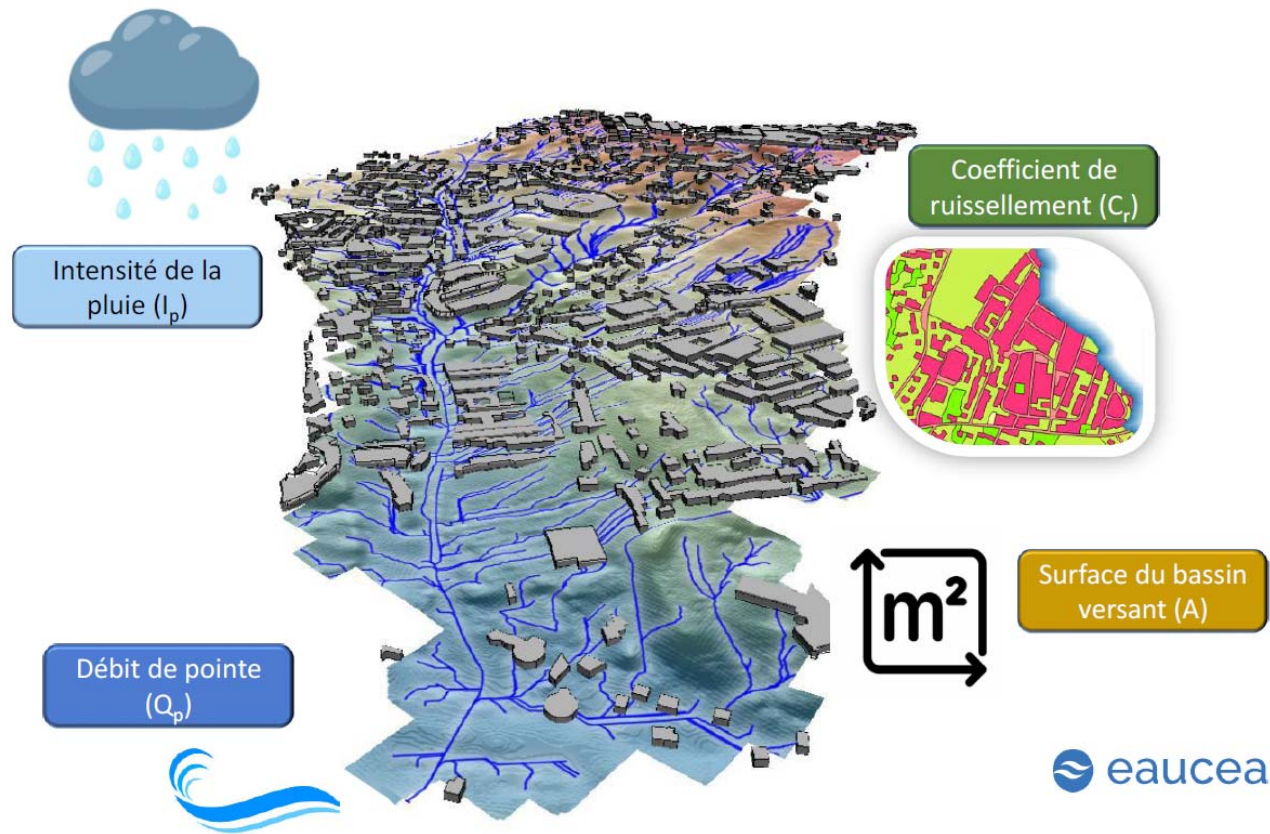 Coefficient de
ruissellement (Cr)
Intensité de la
pluie (Ip)
m²
Surface du bassin
versant (A)
Débit de pointe
(Qp)
eaucea